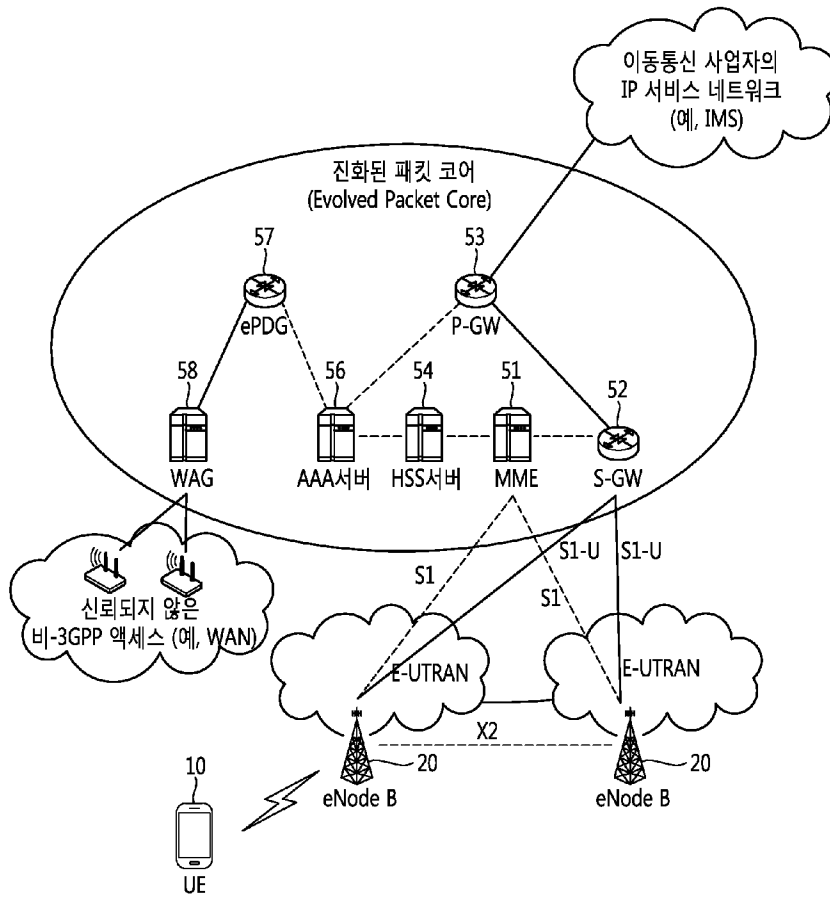 이동통신 사업자의
IP 서비스 네트워크
(예, IMS)
진화된 패킷 코어
(Evolved Packet Core)
57
53
ePDG
P-GW
58
56
54
51
52
WAG
AAA서버
HSS서버
MME
S-GW
S1-U
S1-U
S1
S1
신뢰되지 않은
비-3GPP 액세스 (예, WAN)
E-UTRAN
E-UTRAN
X2
10
20
20
eNode B
eNode B
UE